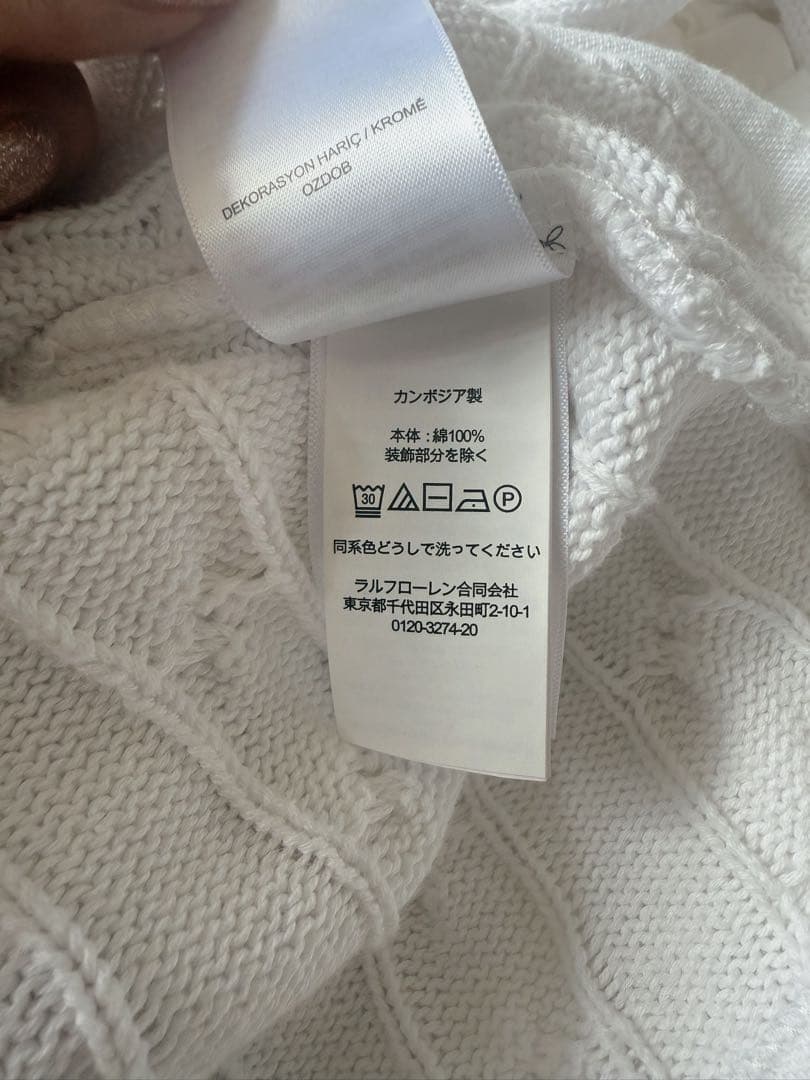 DEKORASYON HARİÇ / KROMĖ
OZDOB
カンボジア製
本体 : 綿100%
装飾部分を除く
30
P
同系色どうしで洗ってください
ラルフローレン合同会社
東京都千代田区永田町2-10-1
0120-3274-20